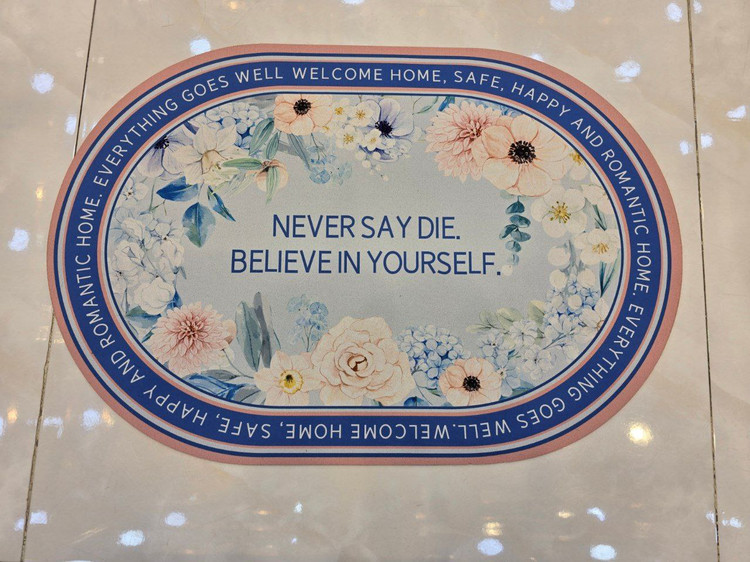 EVERYTHING GOES WELL WELCOME HOME, SAFE, HAPPY AND ROMANTIC HOME.
NEVER SAY DIE.
BELIEVE IN YOURSELF.
EVERYTHING GOES WELL. WELCOME HOME, SAFE, HAPPY AND ROMANTIC HOME.